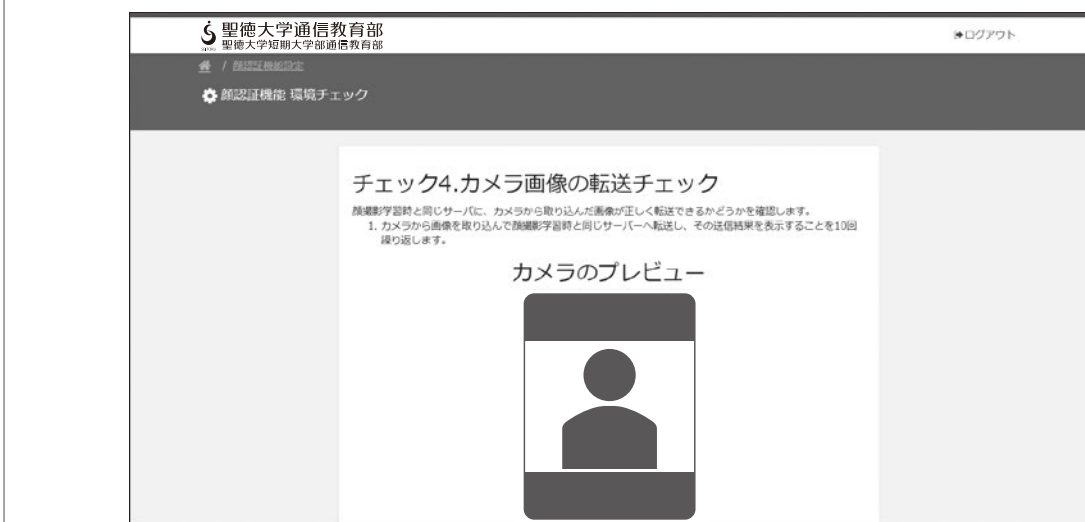 聖徳大学通信教育部
聖徳大学短期大学部通信教育部
ログアウト
/ 顔認証機能設定
顔認証機能 環境チェック
チェック4.カメラ画像の転送チェック
顔撮影学習時と同じサーバに、カメラから取り込んだ画像が正しく転送できるかどうかを確認します。
1. カメラから画像を取り込んで顔撮影学習時と同じサーバーへ転送し、その送信結果を表示することを10回
繰り返します。
カメラのプレビュー